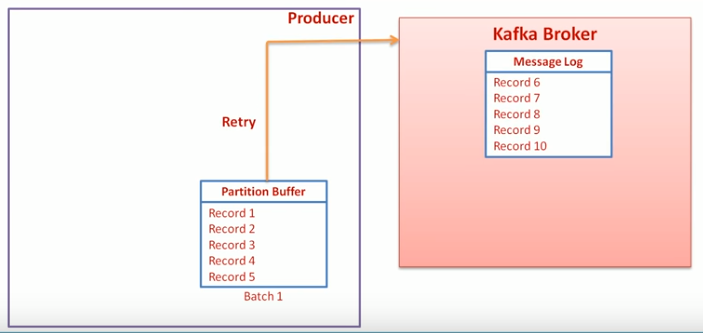 Producer
Retry
Partition Buffer
Record 1
Record 2
Record 3
Record 4
Record 5
Batch 1
Kafka Broker
Message Log
Record 6
Record 7
Record 8
Record 9
Record 10